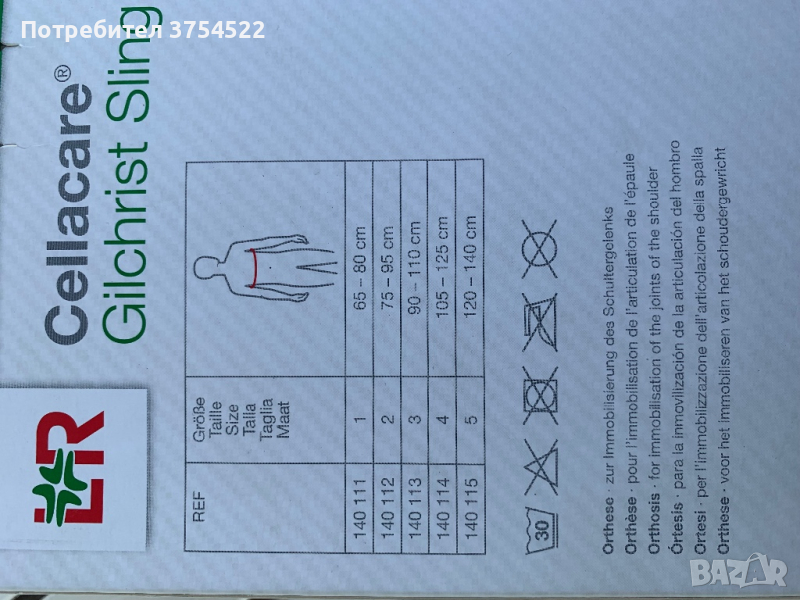 Потребител 3754522
L&R
Cellacare®
Gilchrist Sling
REF
Größe
Taille
Size
Talla
Taglia
Maat
140 111 1 65 – 80 cm
140 112 2 75 – 95 cm
140 113 3 90 – 110 cm
140 114 4 105 – 125 cm
140 115 5 120 – 140 cm
30
Orthese · zur Immobilisierung des Schultergelenks
Orthèse · pour l'immobilisation de l'articulation de l'épaule
Orthosis · for immobilisation of the joints of the shoulder
Órtesis · para la inmovilización de la articulación del hombro
Ortesi · per l'immobilizzazione dell'articolazione della spalla
Orthese · voor het immobiliseren van het schoudergewricht
BAZAR